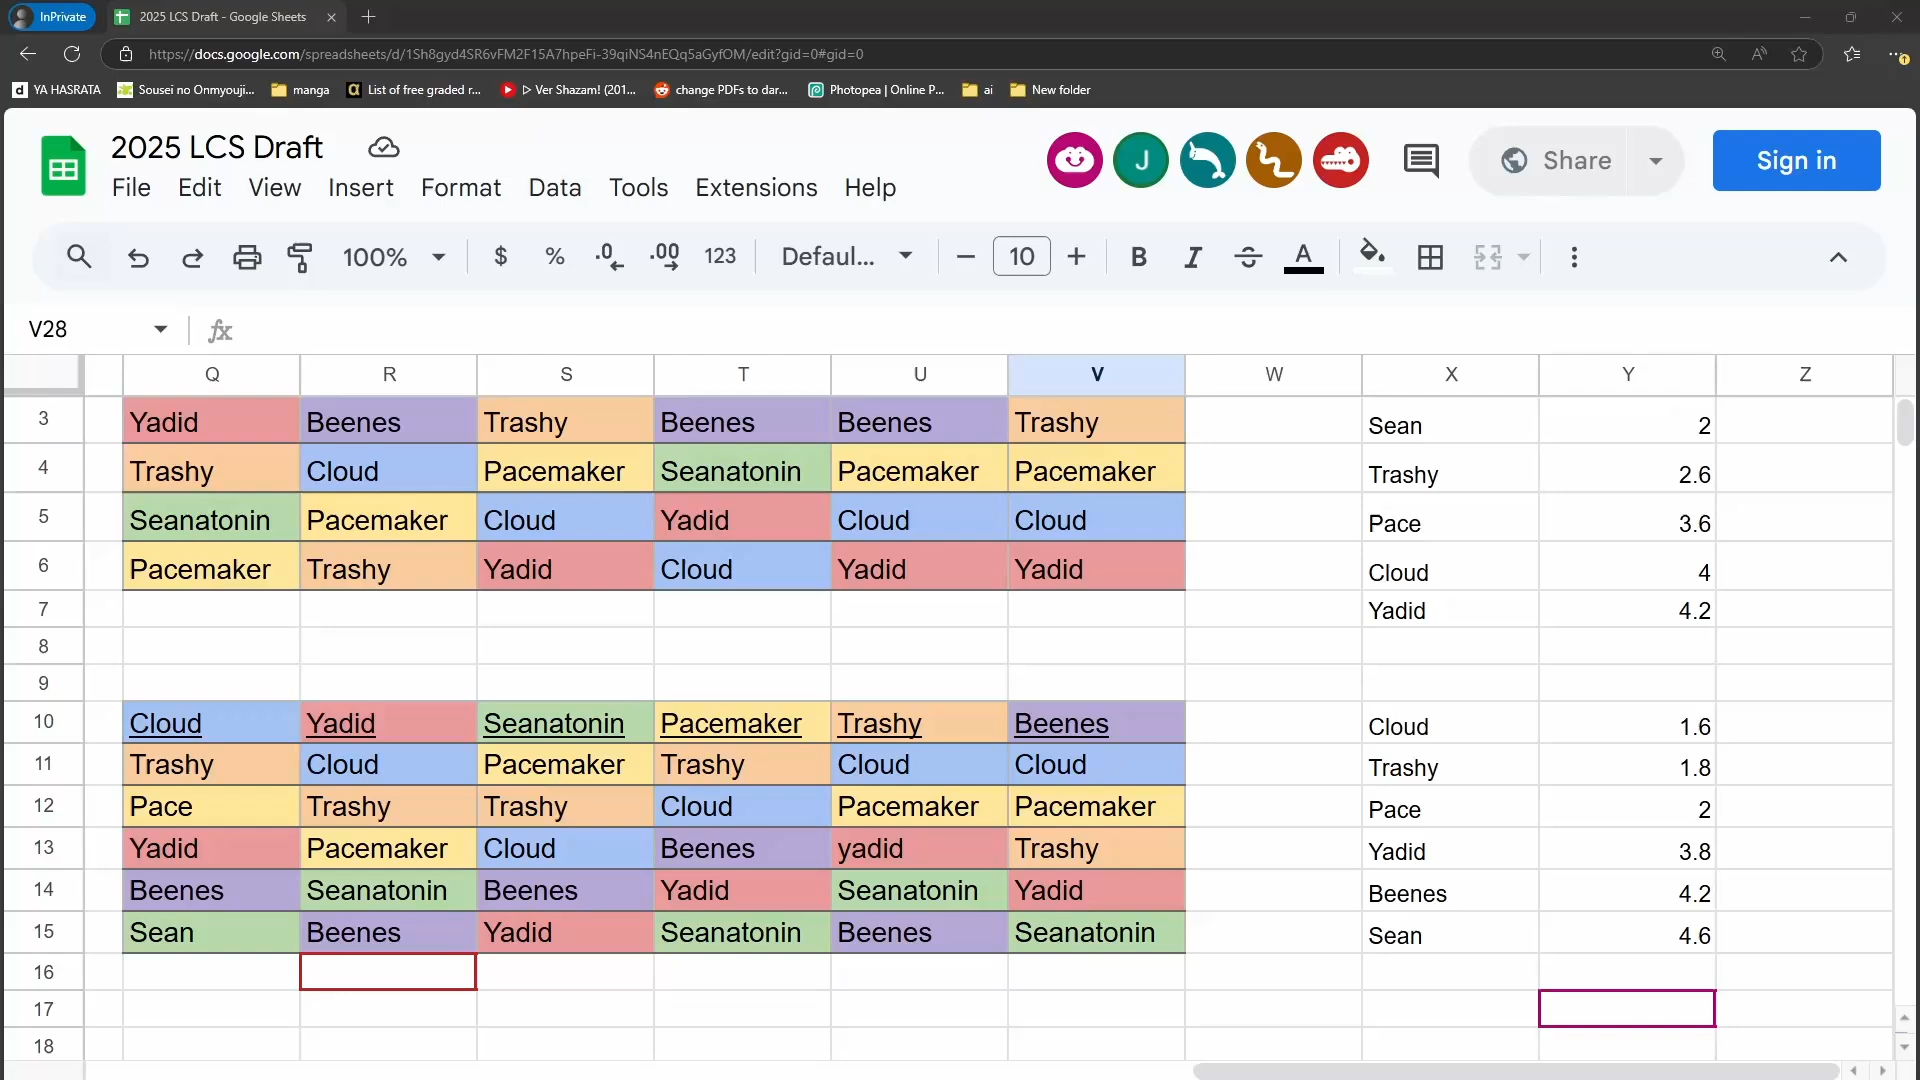 InPrivate 2025 LCS Draft - Google Sheets
https://docs.google.com/spreadsheets/d/1Sh8gyd4SR6vFM2F15A7hpeFi-39qiNS4nEQq5aGyfOM/edit?gid=0#gid=0
YA HASRATA Sousei no Onmyouji... manga List of free graded r... ▷ Ver Shazam! (201... change PDFs to dar... Photopea | Online P... ai New folder
2025 LCS Draft J Share Sign in
File Edit View Insert Format Data Tools Extensions Help
100% $ % .0 .00 123 Defaul... 10 B I S A
V28 fx
Q R S T U V W X Y Z
3 Yadid Beenes Trashy Beenes Beenes Trashy Sean 2
4 Trashy Cloud Pacemaker Seanatonin Pacemaker Pacemaker Trashy 2.6
5 Seanatonin Pacemaker Cloud Yadid Cloud Cloud Pace 3.6
6 Pacemaker Trashy Yadid Cloud Yadid Yadid Cloud 4
7 Yadid 4.2
8
9
10 Cloud Yadid Seanatonin Pacemaker Trashy Beenes Cloud 1.6
11 Trashy Cloud Pacemaker Trashy Cloud Cloud Trashy 1.8
12 Pace Trashy Trashy Cloud Pacemaker Pacemaker Pace 2
13 Yadid Pacemaker Cloud Beenes yadid Trashy Yadid 3.8
14 Beenes Seanatonin Beenes Yadid Seanatonin Yadid Beenes 4.2
15 Sean Beenes Yadid Seanatonin Beenes Seanatonin Sean 4.6
16
17
18